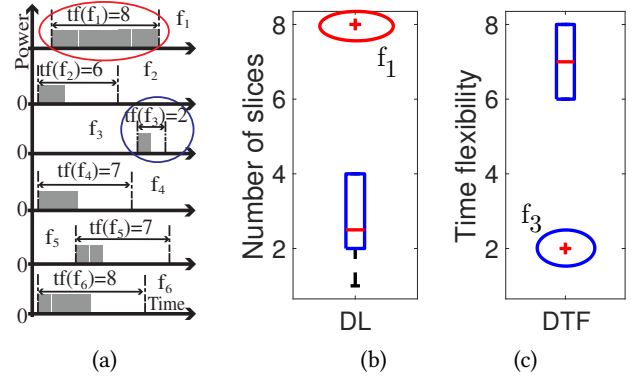 Power
tf(f1)=8
f1
0
tf(f2)=6
f2
0
tf(f3)=2
f3
0
tf(f4)=7
f4
0
tf(f5)=7
f5
0
tf(f6)=8
f6
Time
0
(a)
Number of slices
8
6
4
2
f1
DL
(b)
Time flexibility
8
6
4
2
f3
DTF
(c)